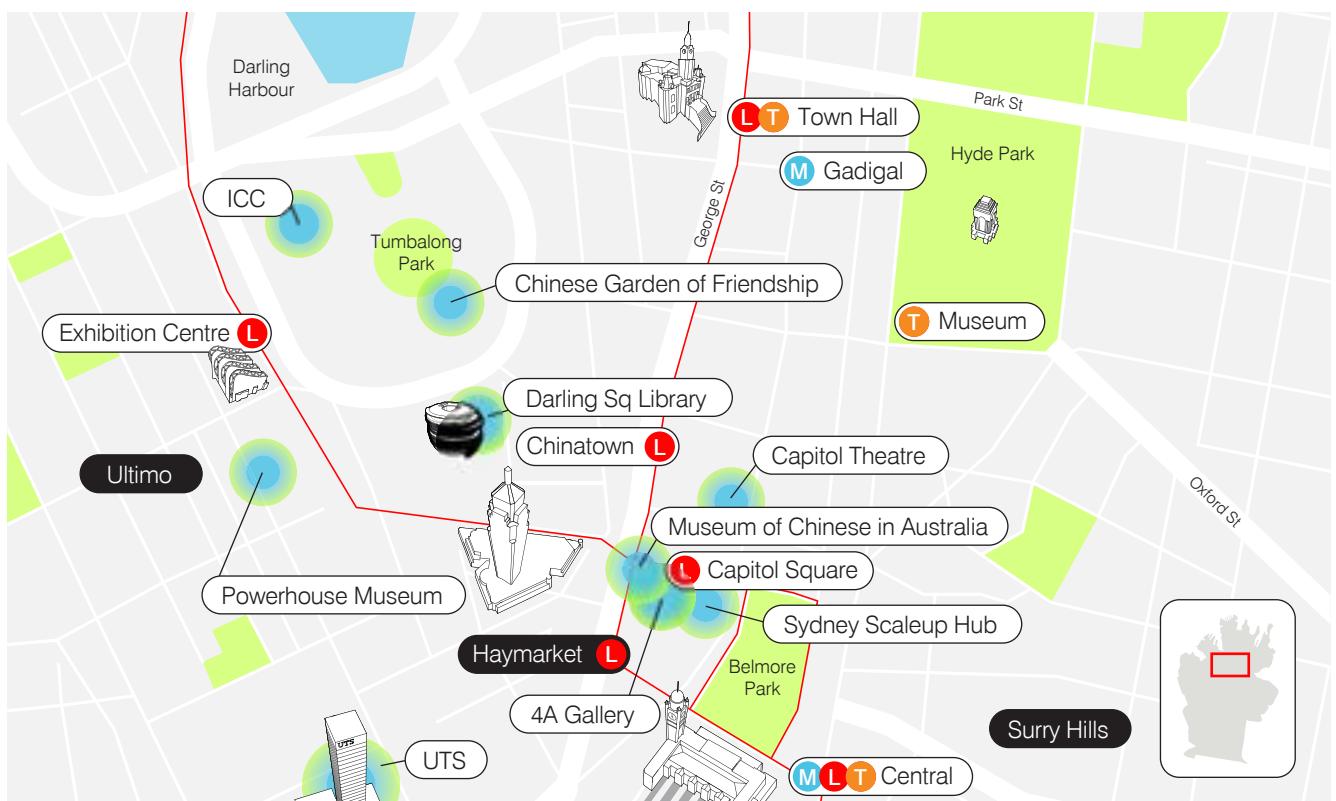 Darling
Harbour
Park St
L T Town Hall
Hyde Park
M Gadigal
ICC
George St
Tumbalong
Park
Chinese Garden of Friendship
T Museum
Exhibition Centre L
Darling Sq Library
Chinatown L
Capitol Theatre
Ultimo
Oxford St
Museum of Chinese in Australia
L Capitol Square
Powerhouse Museum
Sydney Scaleup Hub
Haymarket L
Belmore
Park
4A Gallery
Surry Hills
UTS
UTS
M L T Central